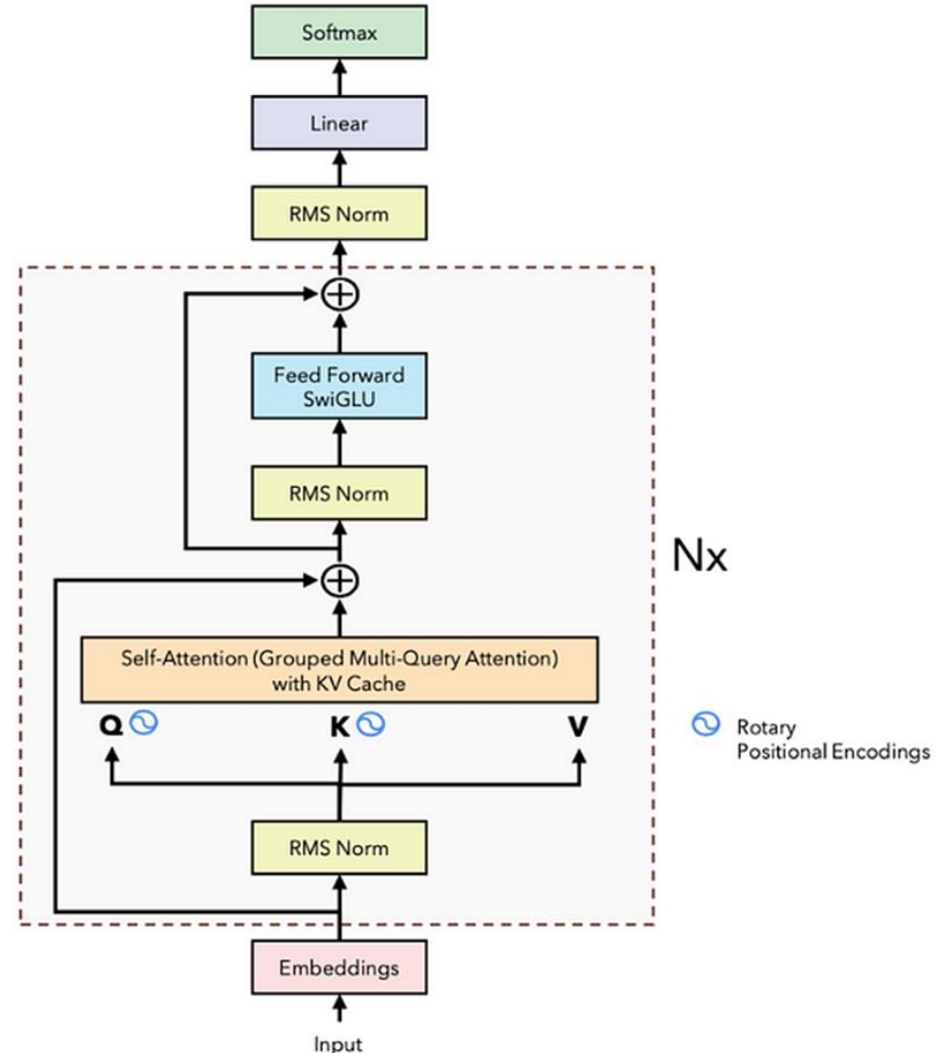 Softmax
Linear
RMS Norm
Feed Forward
SwiGLU
RMS Norm
Nx
Self-Attention (Grouped Multi-Query Attention)
with KV Cache
Q
K
V
Rotary
Positional Encodings
RMS Norm
Embeddings
Input